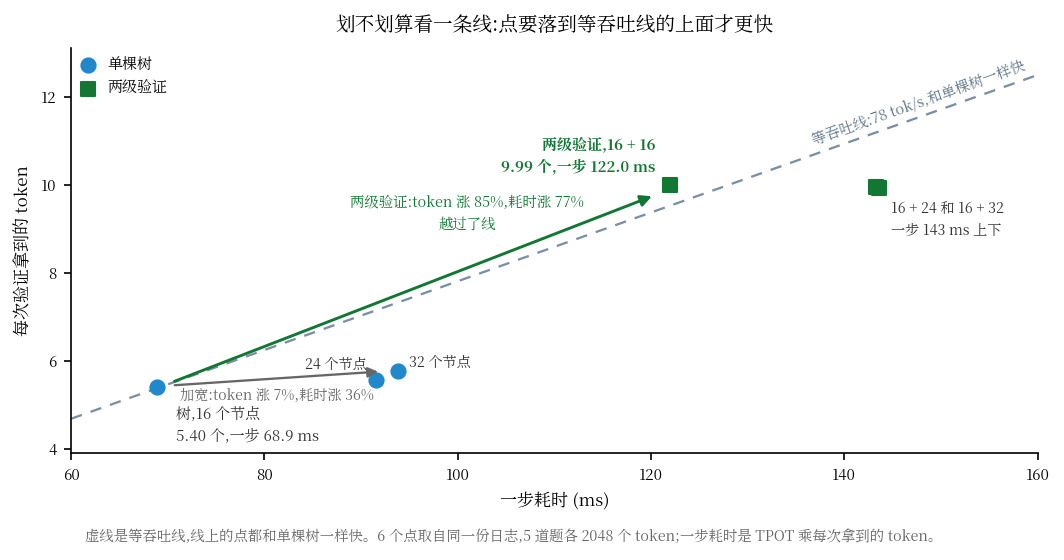 划不划算看一条线:点要落到等吞吐线的上面才更快
单棵树
两级验证
等吞吐线:78 tok/s,和单棵树一样快
两级验证,16 + 16
9.99 个,一步 122.0 ms
两级验证:token 涨 85%,耗时涨 77%
越过了线
16 + 24 和 16 + 32
一步 143 ms 上下
24 个节点
32 个节点
加宽:token 涨 7%,耗时涨 36%
树,16 个节点
5.40 个,一步 68.9 ms
每次验证拿到的 token
12
10
8
6
4
60 80 100 120 140 160
一步耗时 (ms)
虚线是等吞吐线,线上的点都和单棵树一样快。6 个点取自同一份日志,5 道题各 2048 个 token;一步耗时是 TPOT 乘每次拿到的 token。